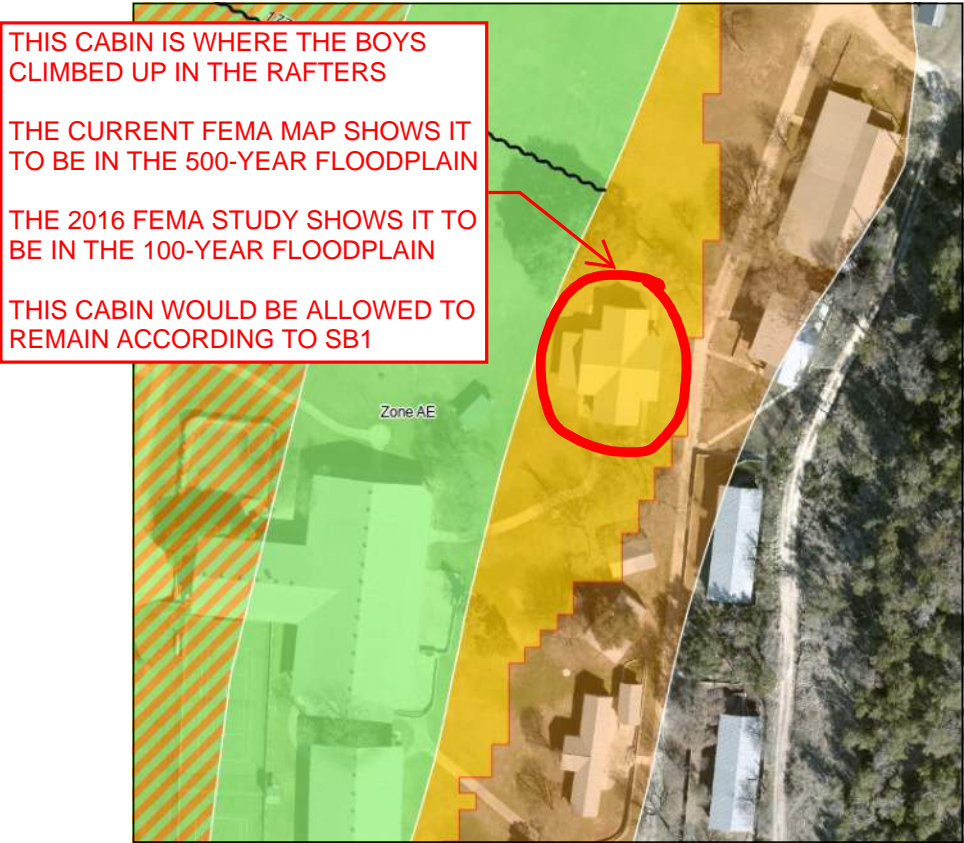 THIS CABIN IS WHERE THE BOYS
CLIMBED UP IN THE RAFTERS
THE CURRENT FEMA MAP SHOWS IT
TO BE IN THE 500-YEAR FLOODPLAIN
THE 2016 FEMA STUDY SHOWS IT TO
BE IN THE 100-YEAR FLOODPLAIN
THIS CABIN WOULD BE ALLOWED TO
REMAIN ACCORDING TO SB1
Zone AE